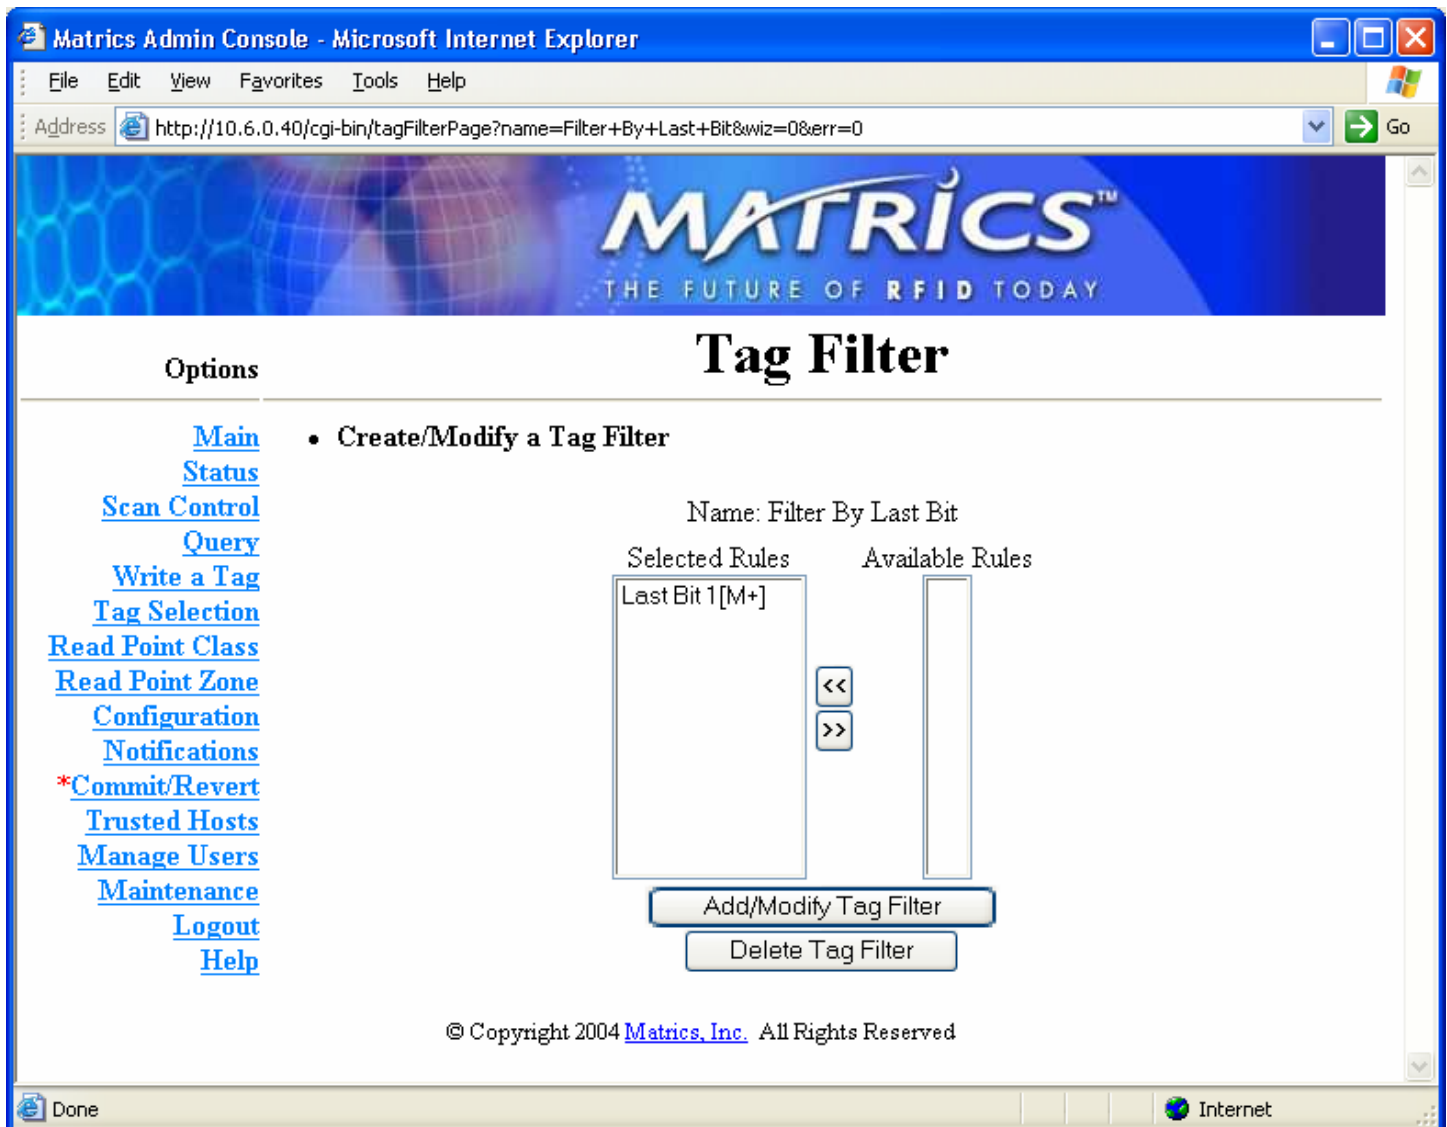 Matrics Admin Console - Microsoft Internet Explorer
File Edit View Favorites Tools Help
Address http://10.6.0.40/cgi-bin/tagFilterPage?name=Filter+By+Last+Bit&wiz=0&err=0 Go
MATRICS™
THE FUTURE OF RFID TODAY
Options
Tag Filter
Main
Status
Scan Control
Query
Write a Tag
Tag Selection
Read Point Class
Read Point Zone
Configuration
Notifications
*Commit/Revert
Trusted Hosts
Manage Users
Maintenance
Logout
Help
• Create/Modify a Tag Filter
Name: Filter By Last Bit
Selected Rules Available Rules
Last Bit 1[M+]
<<
>>
Add/Modify Tag Filter
Delete Tag Filter
© Copyright 2004 Matrics, Inc. All Rights Reserved
Done Internet